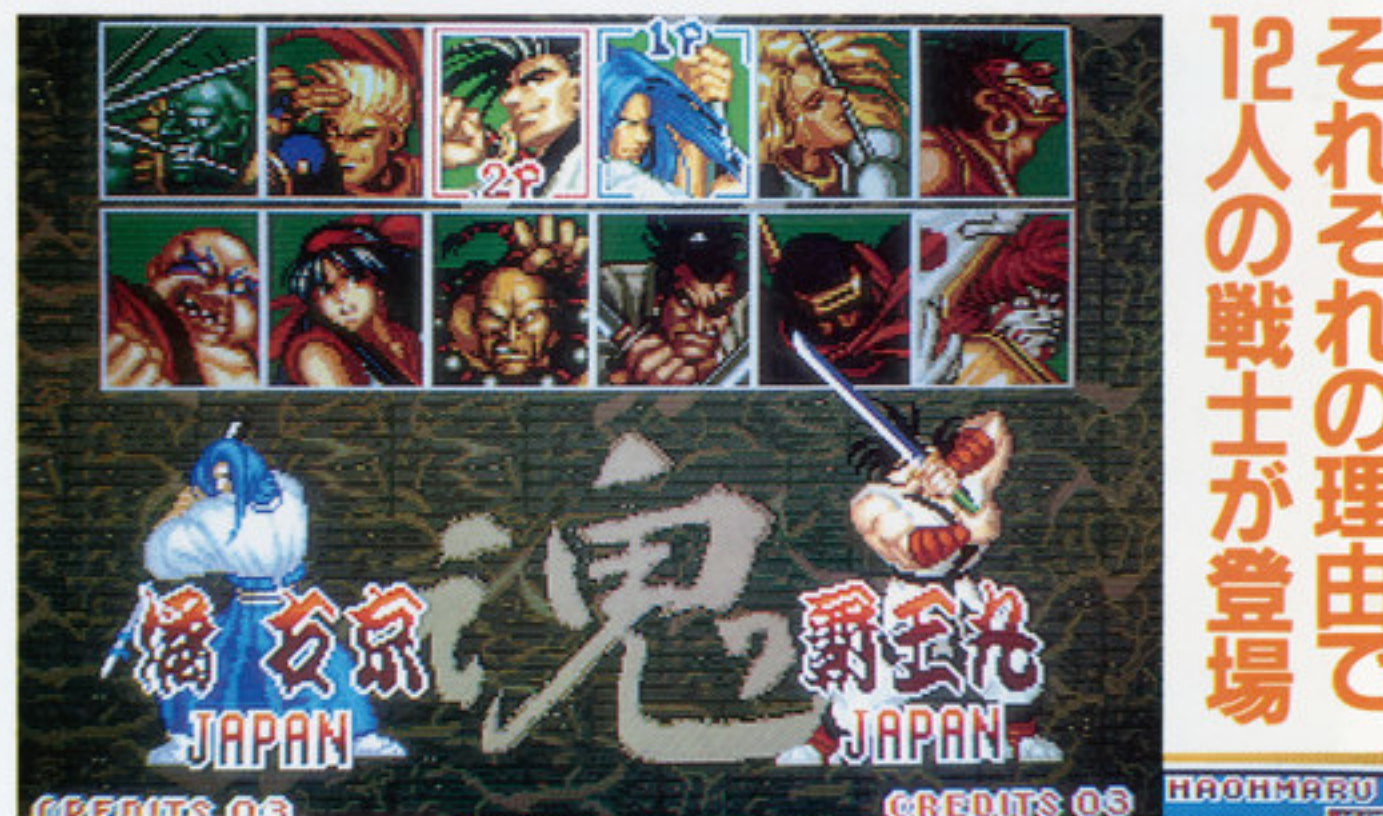 それぞれの理由で
12人の戦士が登場
1P
2P
魂
橘 右京
覇王丸
JAPAN
JAPAN
CREDITS 03
CREDITS 03
HAOHMARU